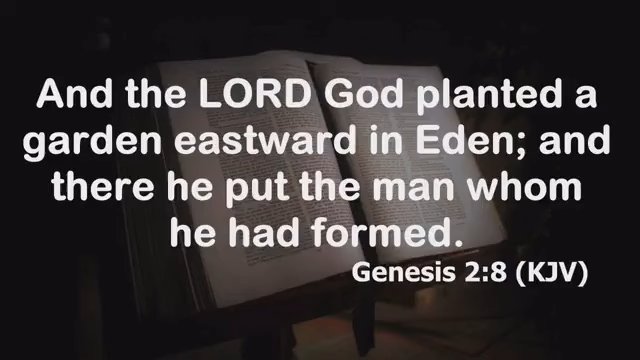 And the LORD God planted a
garden eastward in Eden; and
there he put the man whom
he had formed.
Genesis 2:8 (KJV)